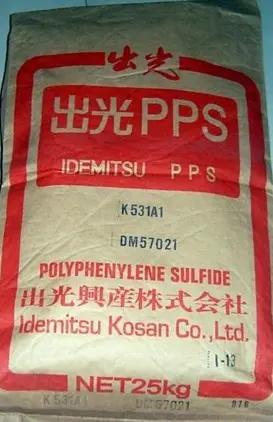 出光
出光PPS
IDEMITSU PPS
K531A1
DM57021
POLYPHENYLENE SULFIDE
出光興産株式会社
Idemitsu Kosan Co.,Ltd.
1-13
NET25kg
K531A1 DM57021